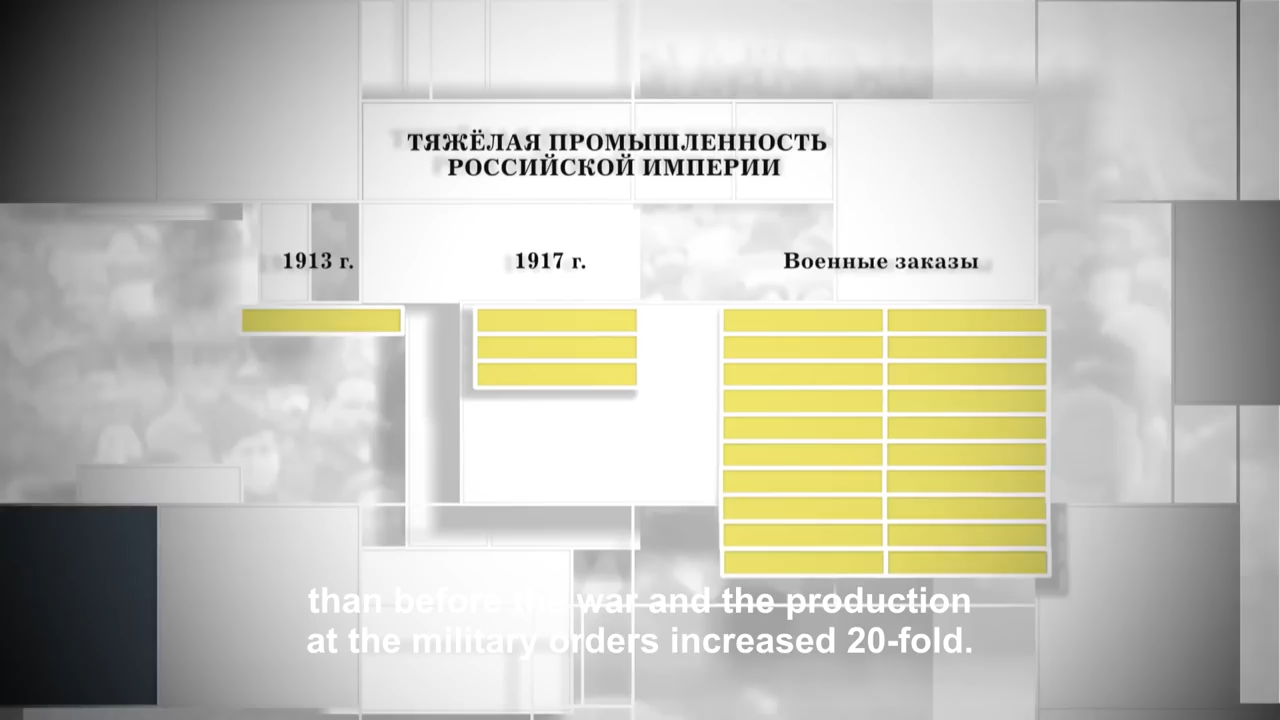 ТЯЖЁЛАЯ ПРОМЫШЛЕННОСТЬ
РОССИЙСКОЙ ИМПЕРИИ
1913 г.
1917 г.
Военные заказы
than before the war and the production
at the military orders increased 20-fold.